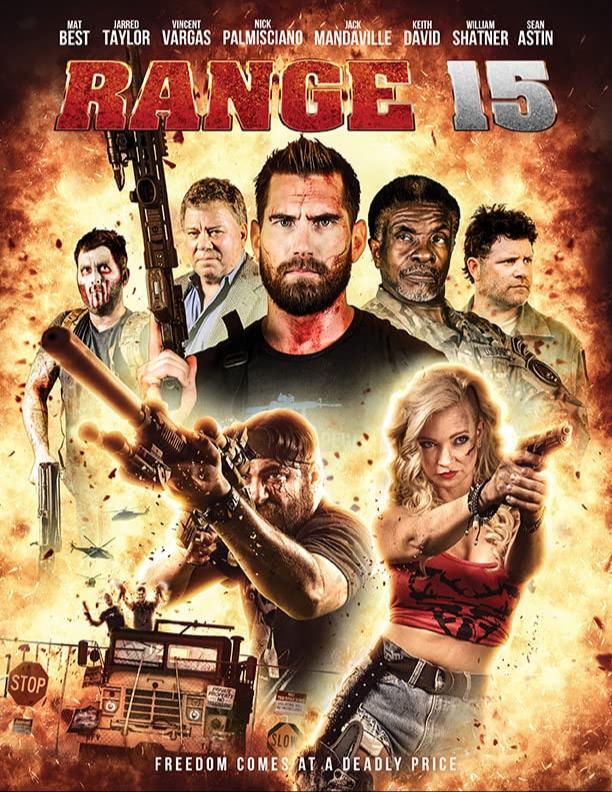 MAT BEST JARRED TAYLOR VINCENT VARGAS NICK PALMISCIANO JACK MANDAVILLE KEITH DAVID WILLIAM SHATNER SEAN ASTIN
RANGE 15
STOP
SLOW
FREEDOM COMES AT A DEADLY PRICE